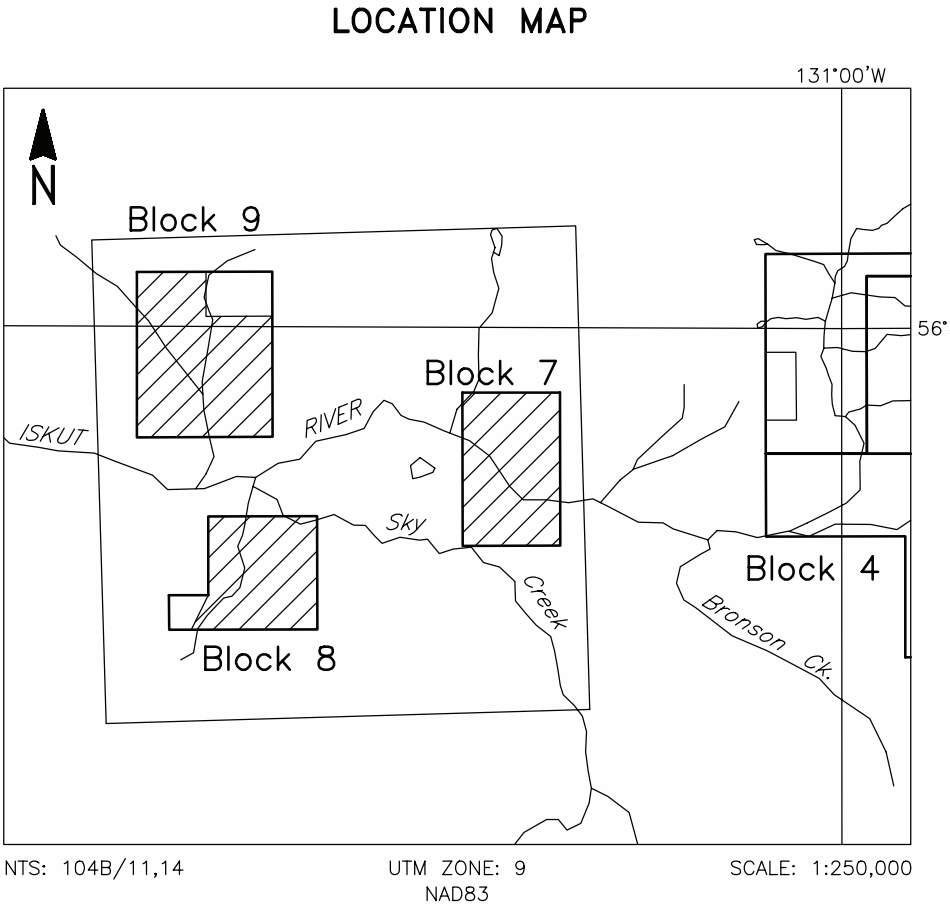 LOCATION MAP
131°00'W
N
Block 9
56°
Block 7
RIVER
ISKUT
Sky
Block 4
Creek
Bronson Ck.
Block 8
NTS: 104B/11,14
UTM ZONE: 9
SCALE: 1:250,000
NAD83